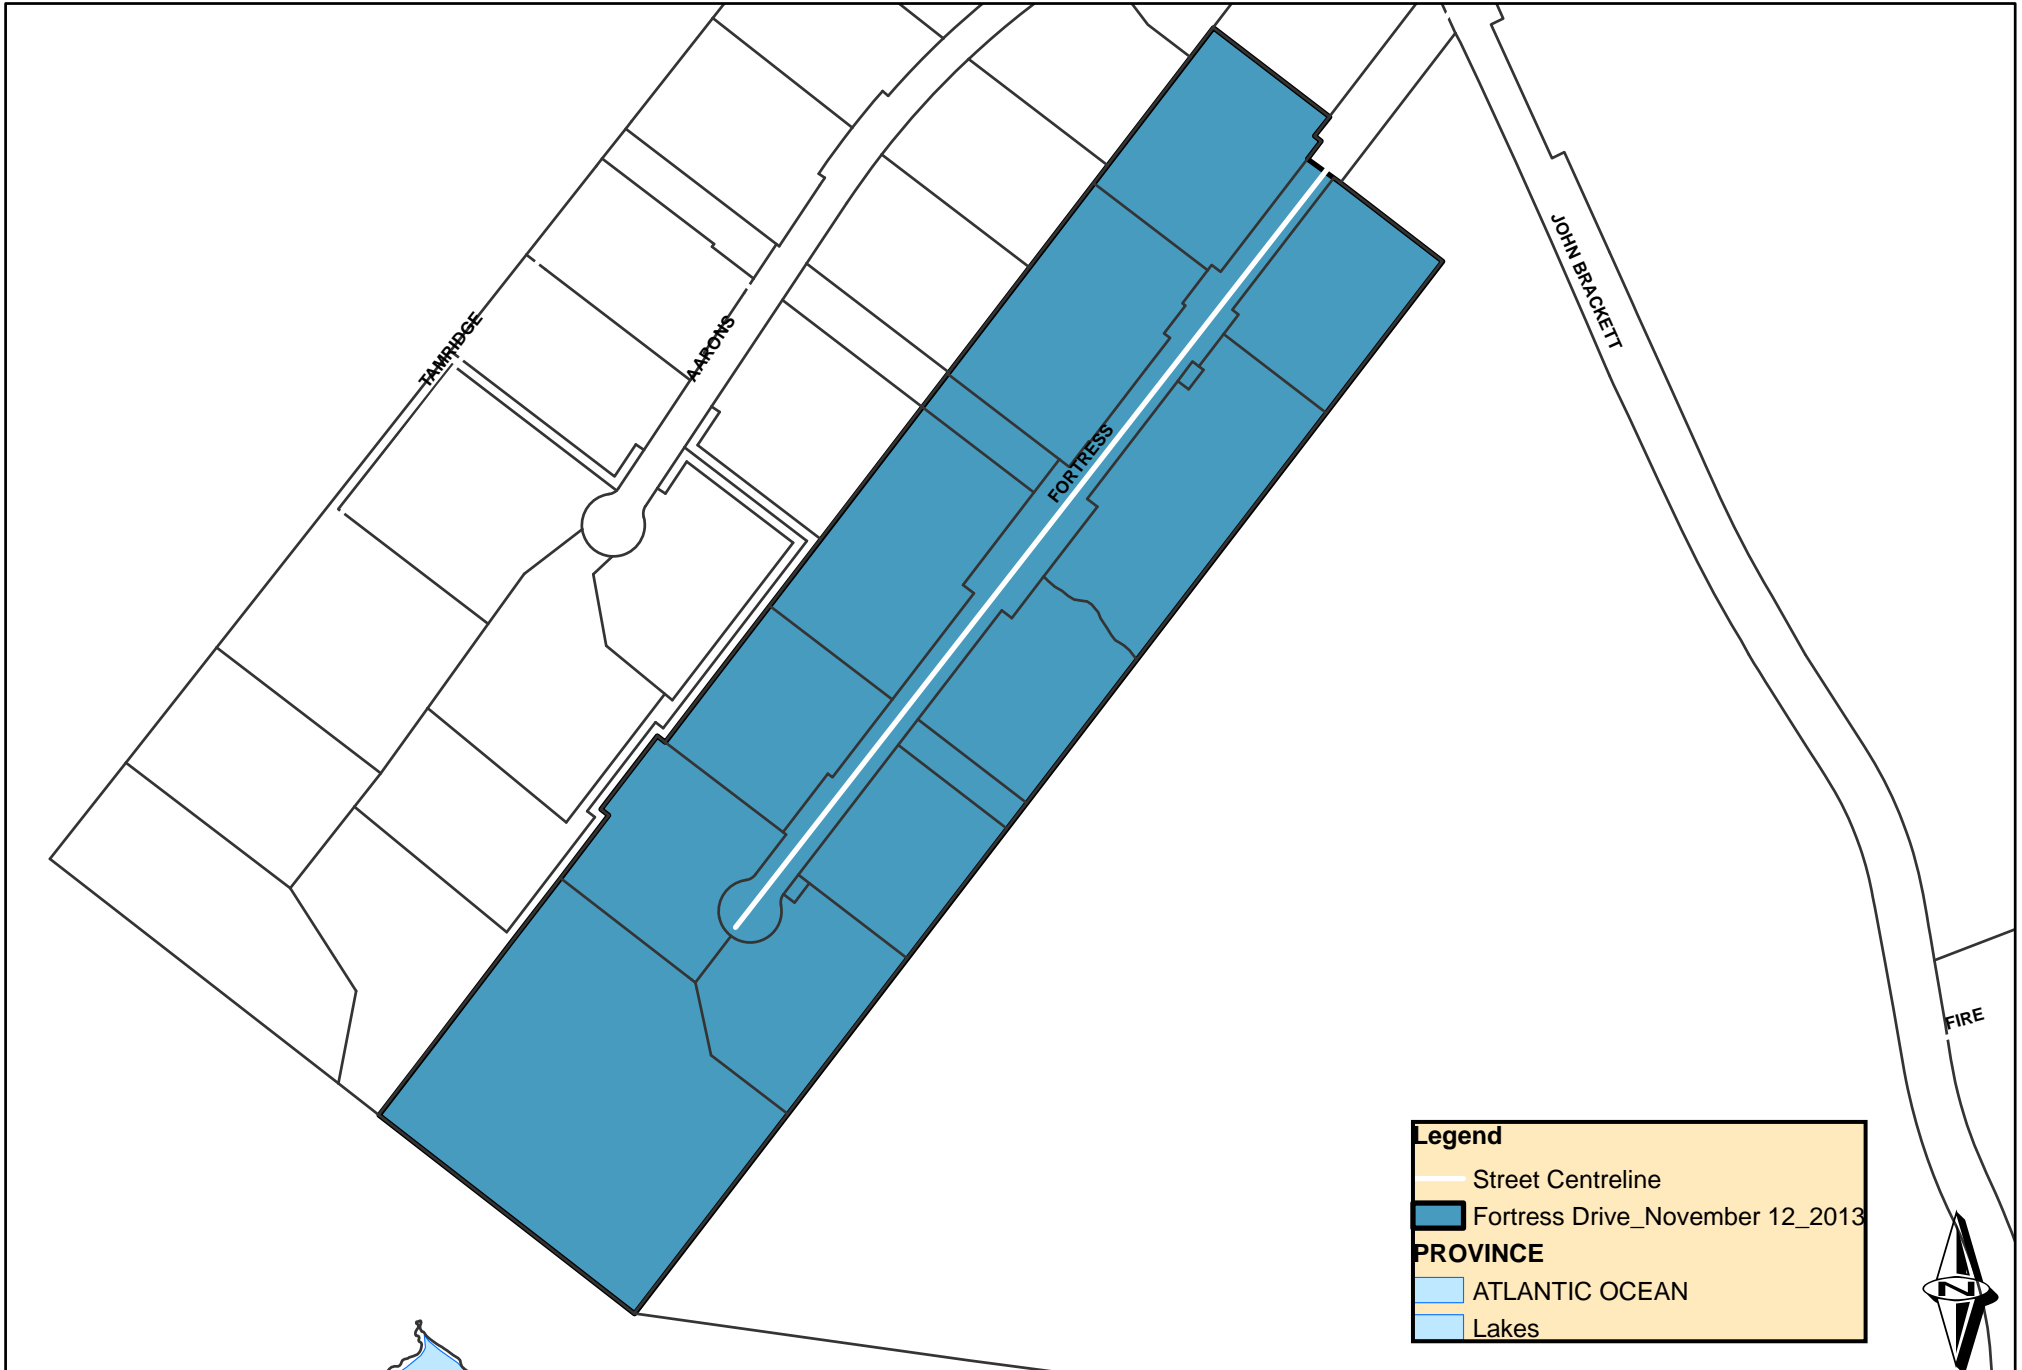 JOHN BRACKETT
TAMRIDGE
AARONS
FORTRESS
FIRE
Legend
Street Centreline
Fortress Drive_November 12_2013
PROVINCE
ATLANTIC OCEAN
Lakes
N